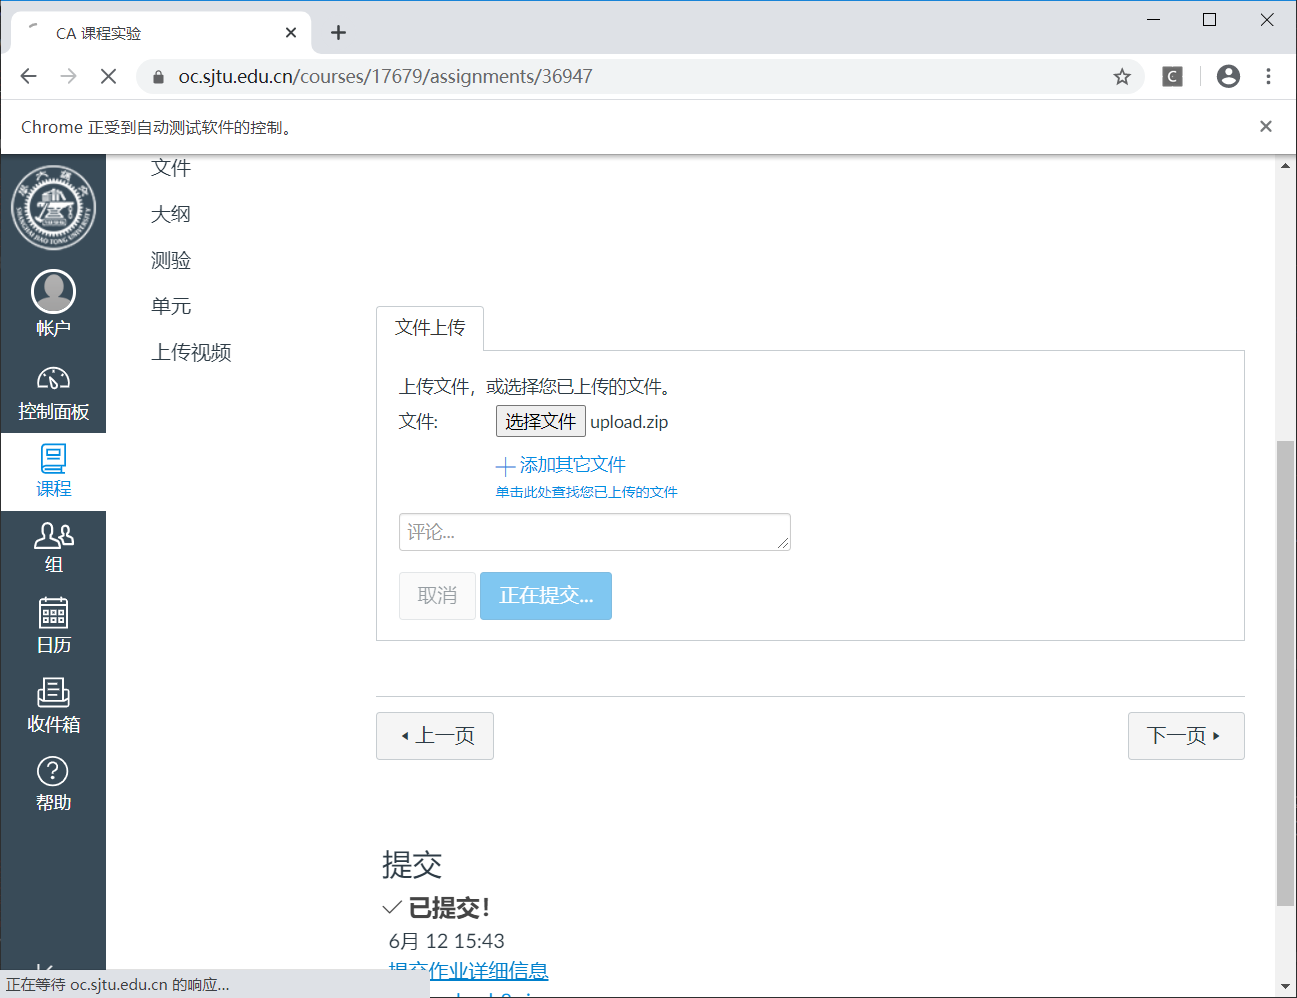 CA 课程实验
oc.sjtu.edu.cn/courses/17679/assignments/36947
C
Chrome 正受到自动测试软件的控制。
SHANGHAI JIAO TONG UNIVERSITY
帐户
控制面板
课程
组
日历
收件箱
帮助
文件
大纲
测验
单元
上传视频
文件上传
上传文件，或选择您已上传的文件。
文件: 选择文件 upload.zip
添加其它文件
单击此处查找您已上传的文件
评论...
取消 正在提交...
上一页 下一页
提交
已提交！
6月 12 15:43
提交作业详细信息
正在等待 oc.sjtu.edu.cn 的响应...